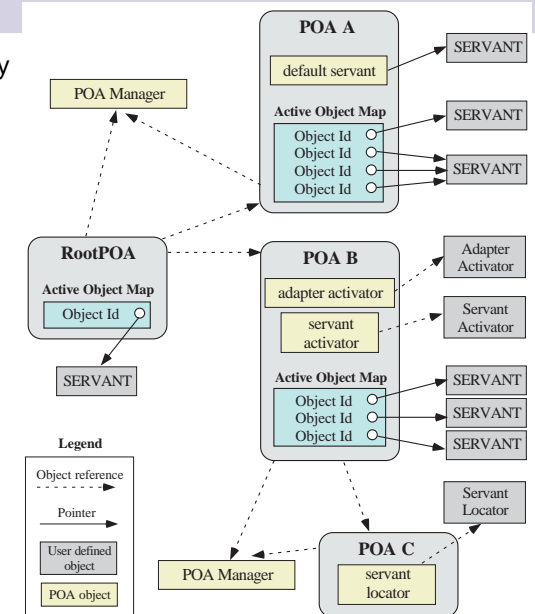 y
POA A
SERVANT
default servant
POA Manager
Active Object Map
SERVANT
Object Id
Object Id
Object Id
SERVANT
Object Id
RootPOA
Active Object Map
Object Id
SERVANT
POA B
Adapter
Activator
adapter activator
servant
activator
Servant
Activator
Active Object Map
SERVANT
Object Id
Object Id
SERVANT
Object Id
SERVANT
Legend
Object reference
Pointer
User defined
object
POA object
Servant
Locator
POA C
POA Manager
servant
locator